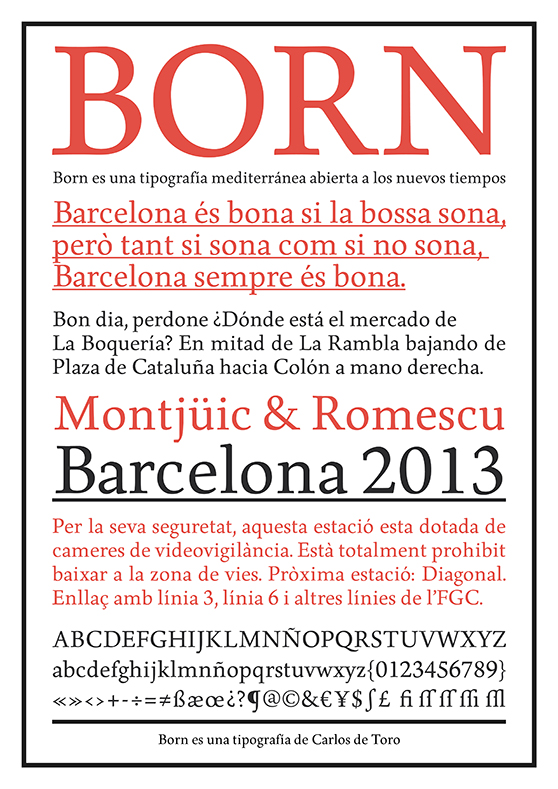 BORN
Born es una tipografía mediterránea abierta a los nuevos tiempos
Barcelona és bona si la bossa sona,
però tant si sona com si no sona,
Barcelona sempre és bona.
Bon dia, perdone ¿Dónde está el mercado de
La Boquería? En mitad de La Rambla bajando de
Plaza de Cataluña hacia Colón a mano derecha.
Montjüic & Romescu
Barcelona 2013
Per la seva seguretat, aquesta estació esta dotada de
cameres de videovigilància. Està totalment prohibit
baixar a la zona de vies. Pròxima estació: Diagonal.
Enllaç amb línia 3, línia 6 i altres línies de l’FGC.
ABCDEFGHIJKLMNÑOPQRSTUVWXYZ
abcdefghijklmnñopqrstuvwxyz{0123456789}
«»<>+-÷=≠ßæœ¿?¶@©&€¥$∫£ fi
Born es una tipografía de Carlos de Toro